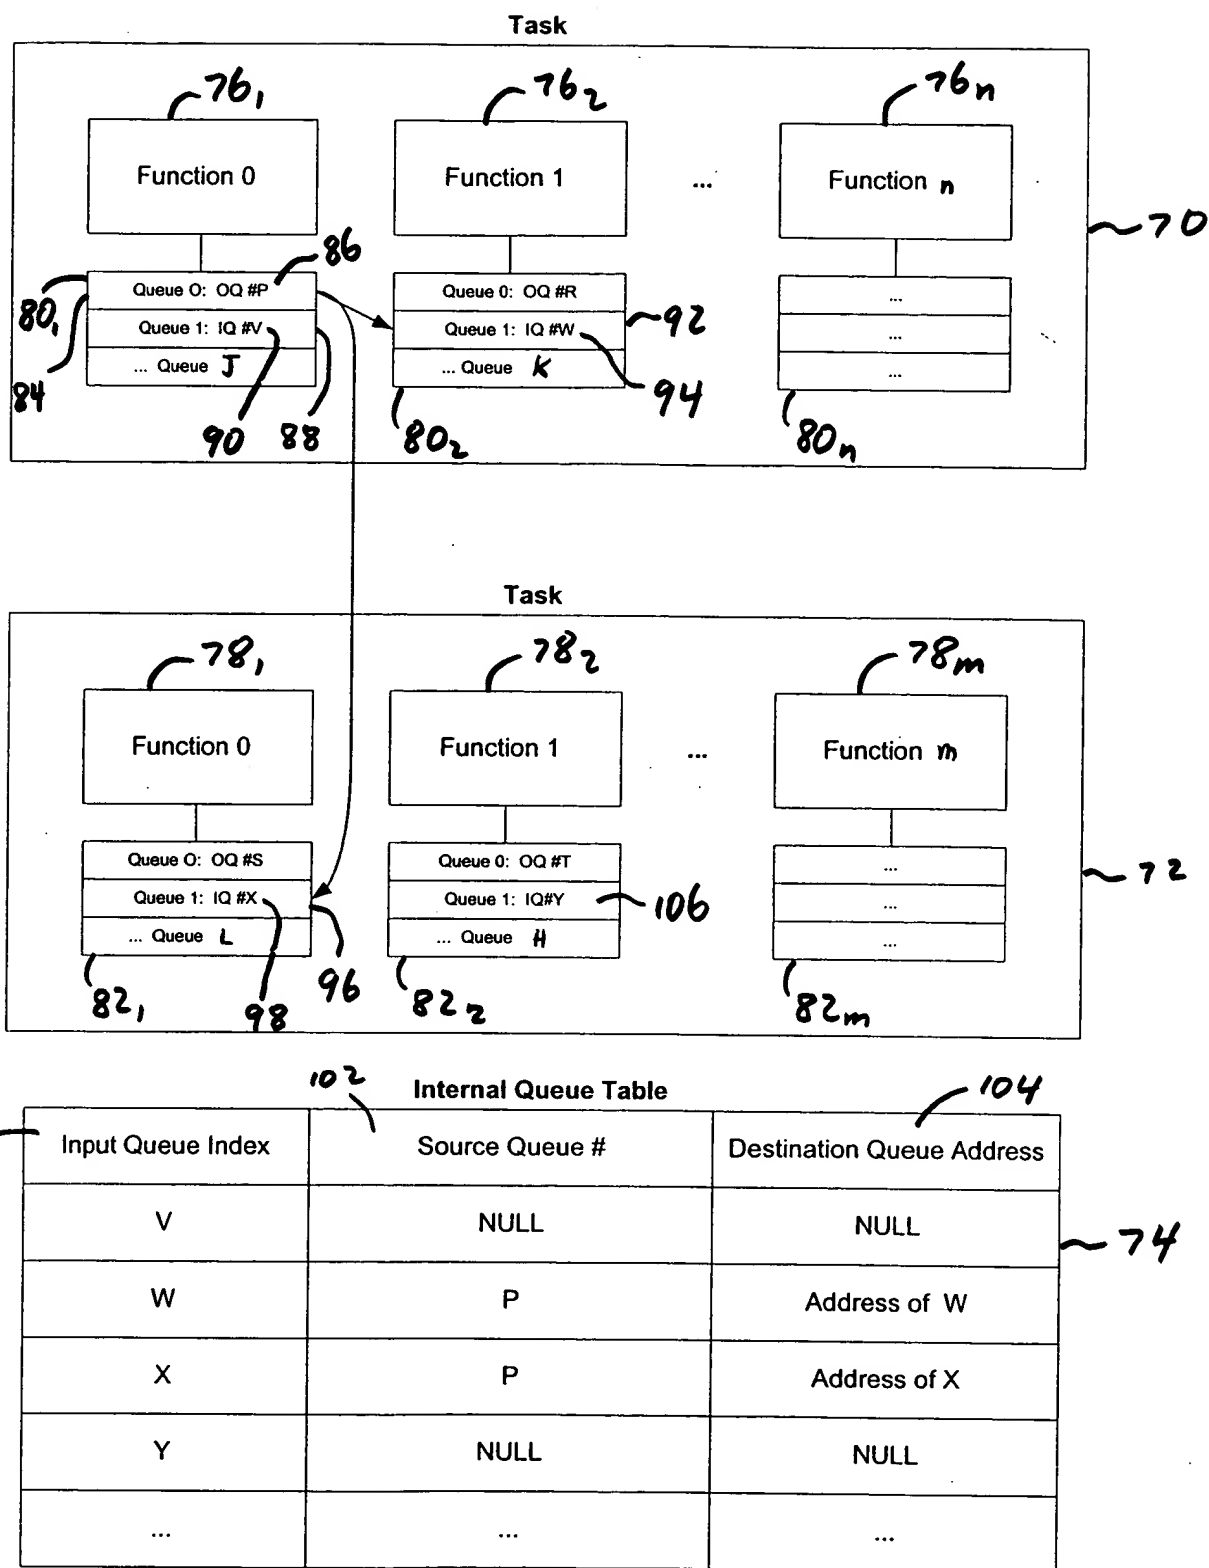 Task
76₁ 76₂ 76n
Function 0 Function 1 ... Function n
70
86
Queue O: OQ #P Queue 0: OQ #R ...
80₁ Queue 1: IQ #V Queue 1: IQ #W ... 92
... Queue J ... Queue K ...
84 90 88 80₂ 94 80n
Task
78₁ 78₂ 78m
Function 0 Function 1 ... Function m
Queue O: OQ #S Queue 0: OQ #T ...
72
Queue 1: IQ #X Queue 1: IQ#Y 106 ...
... Queue L ... Queue H ...
82₁ 98 96 82₂ 82m
102 Internal Queue Table 104
Input Queue Index Source Queue # Destination Queue Address
V NULL NULL
74
W P Address of W
X P Address of X
Y NULL NULL
... ... ...